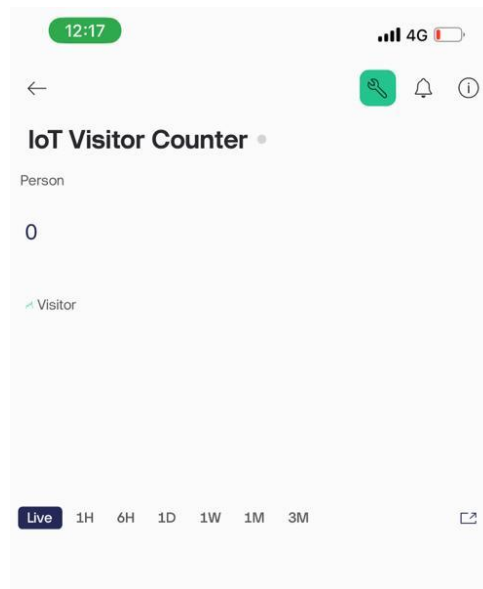 12:17 4G
IoT Visitor Counter
Person
0
Visitor
Live 1H 6H 1D 1W 1M 3M